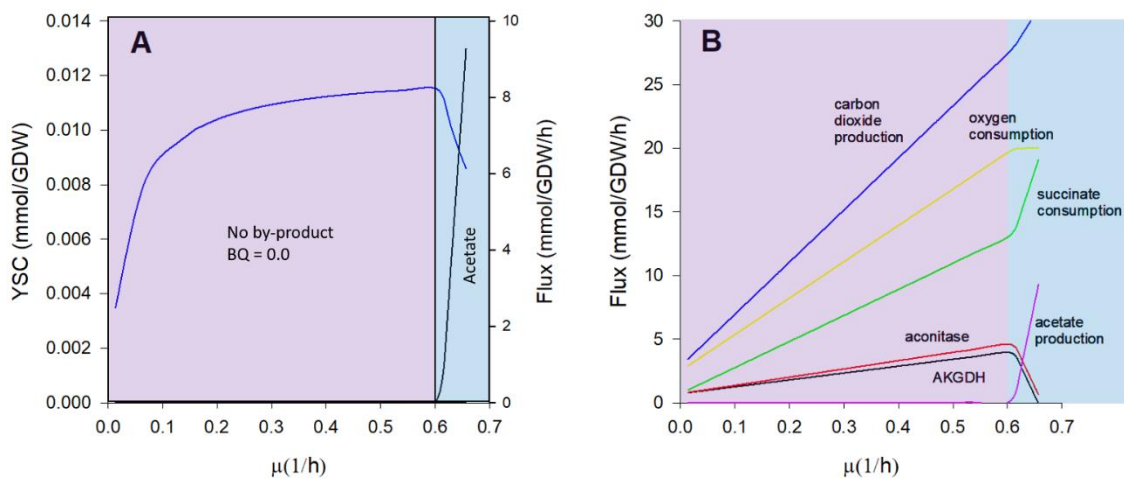 A
YSC (mmol/GDW)
0.014
0.012
0.010
0.008
0.006
0.004
0.002
0.000
No by-product
BQ = 0.0
Acetate
10
8
6
4
2
0
Flux (mmol/GDW/h)
0.0 0.1 0.2 0.3 0.4 0.5 0.6 0.7
μ(1/h)
B
Flux (mmol/GDW/h)
30
25
20
15
10
5
0
carbon
dioxide
production
oxygen
consumption
succinate
consumption
aconitase
acetate
production
AKGDH
0.0 0.1 0.2 0.3 0.4 0.5 0.6 0.7
μ(1/h)